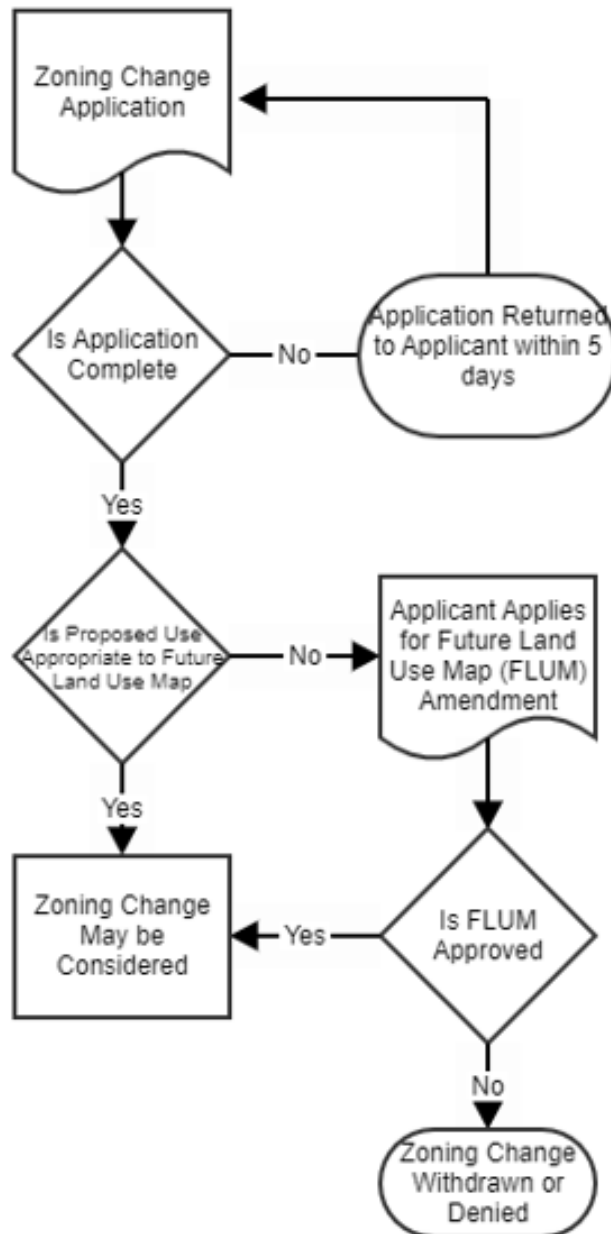 Zoning Change
Application
Is Application
Complete
No
Application Returned
to Applicant within 5
days
Yes
Is Proposed Use
Appropriate to Future
Land Use Map
No
Applicant Applies
for Future Land
Use Map (FLUM)
Amendment
Yes
Zoning Change
May be
Considered
Yes
Is FLUM
Approved
No
Zoning Change
Withdrawn or
Denied